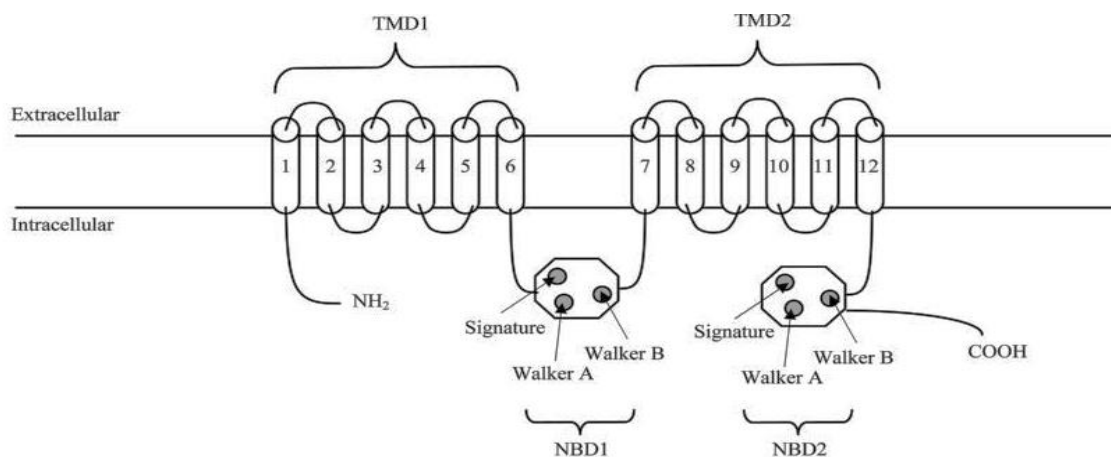 TMD1 TMD2
Extracellular
1 2 3 4 5 6 7 8 9 10 11 12
Intracellular
NH₂
Signature Signature
Walker B Walker B
COOH
Walker A Walker A
NBD1 NBD2